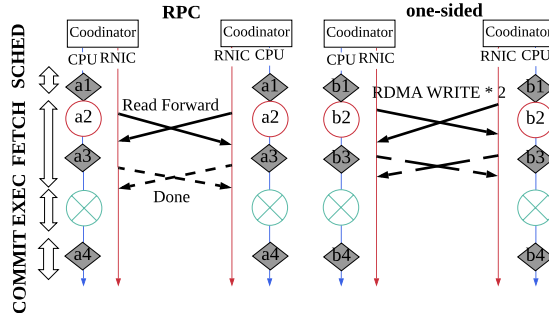 RPC one-sided
Coodinator Coodinator Coodinator Coodinator
CPU RNIC RNIC CPU CPU RNIC RNIC CPU
SCHED
a1 a1 b1 b1
Read Forward RDMA WRITE * 2
a2 a2 b2 b2
FETCH
a3 a3 b3 b3
Done
EXEC
COMMIT
a4 a4 b4 b4